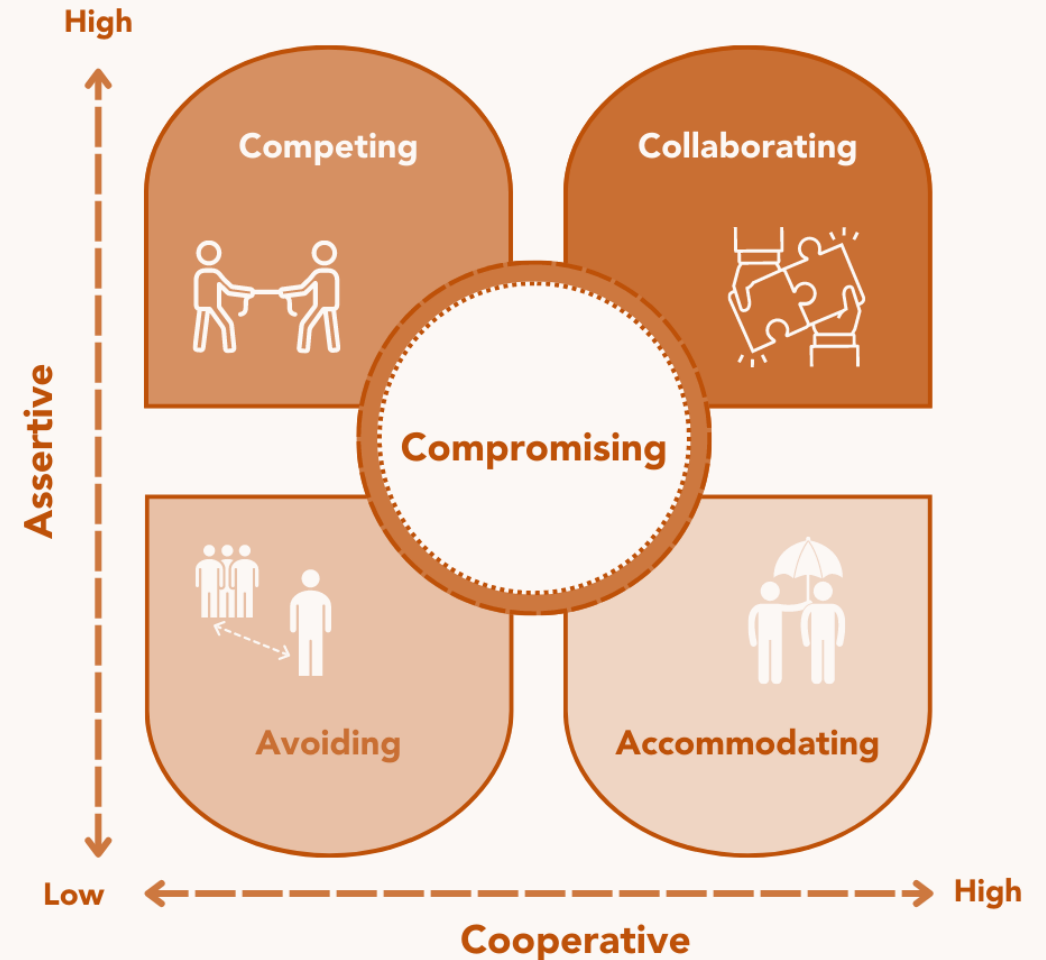 High
Competing
Collaborating
Assertive
Compromising
Avoiding
Accommodating
Low
High
Cooperative